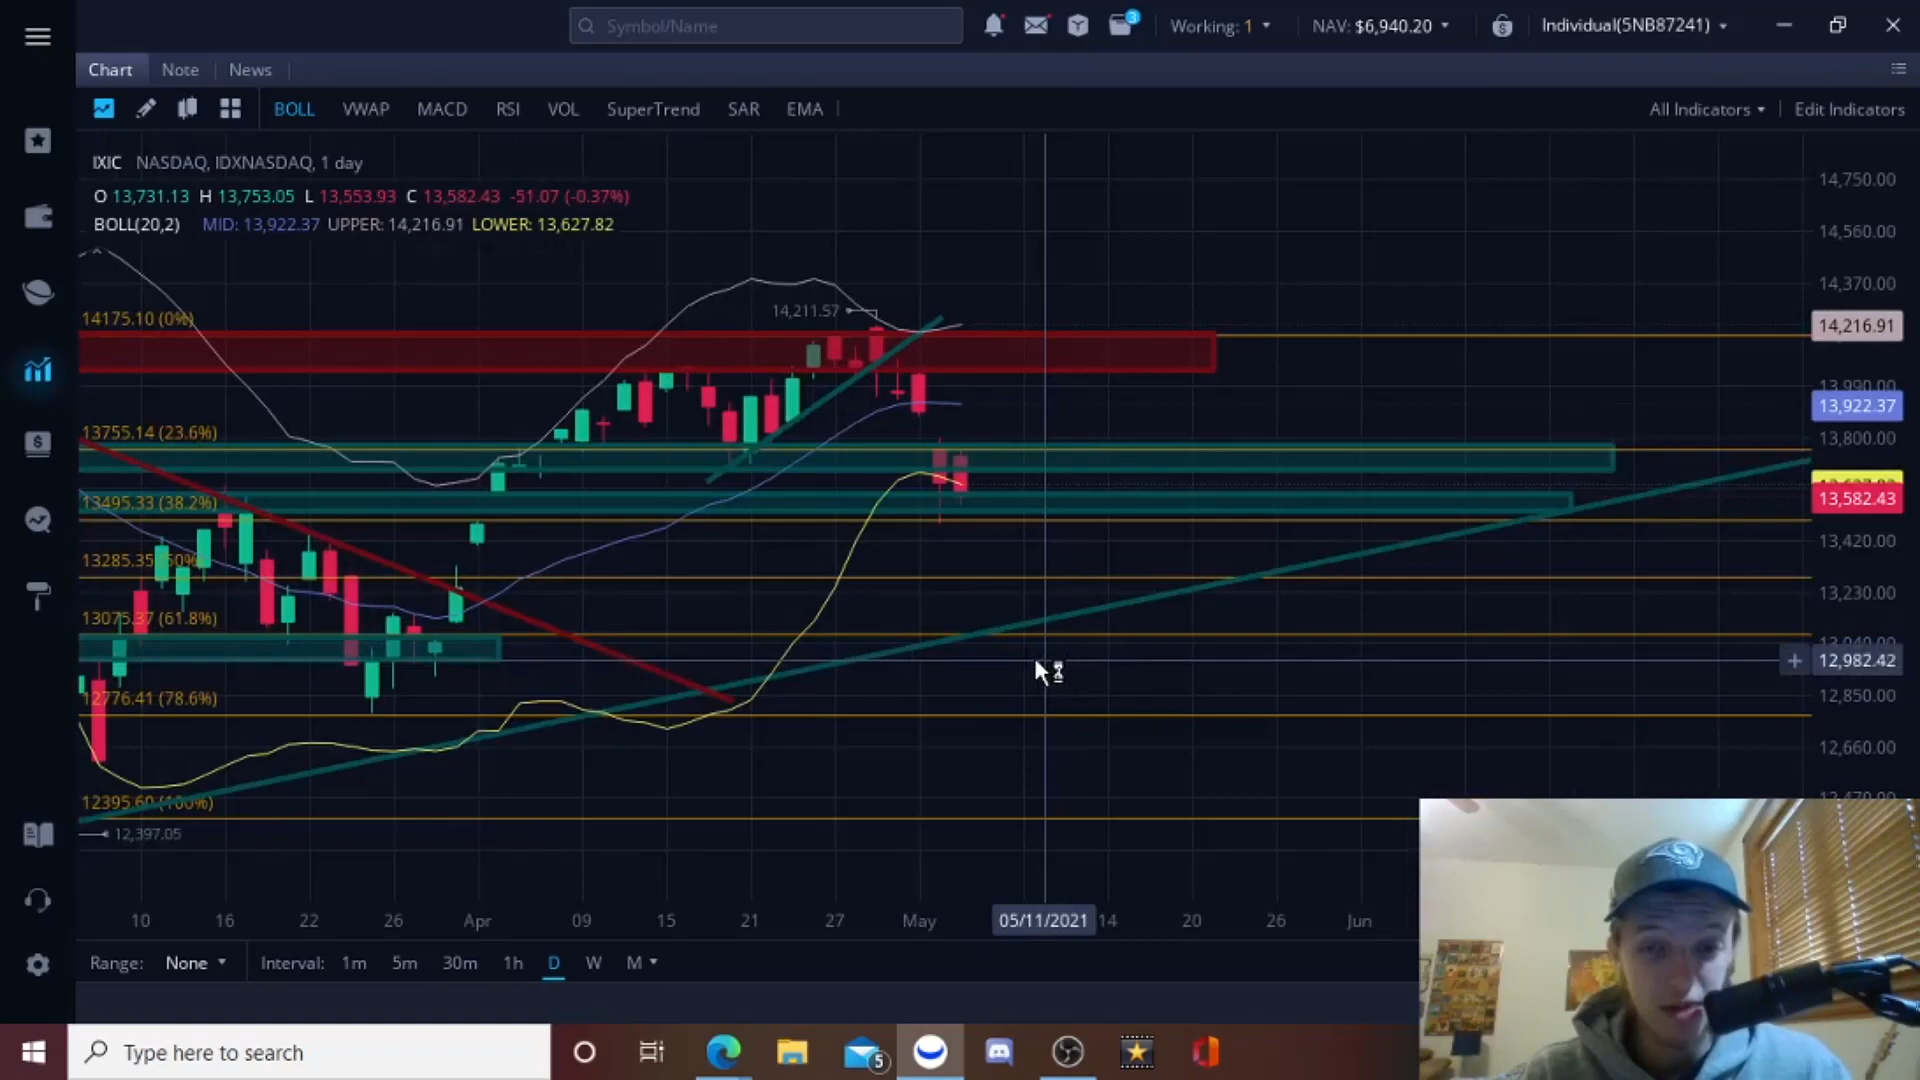 Symbol/Name
3
Working: 1
NAV: $6,940.20
Individual(5NB87241)
Chart
Note
News
BOLL
VWAP
MACD
RSI
VOL
SuperTrend
SAR
EMA
All Indicators
Edit Indicators
IXIC NASDAQ, IDXNASDAQ, 1 day
O 13,731.13 H 13,753.05 L 13,553.93 C 13,582.43 -51.07 (-0.37%)
BOLL(20,2) MID: 13,922.37 UPPER: 14,216.91 LOWER: 13,627.82
14,750.00
14,560.00
14,370.00
14,211.57
14175.10 (0%)
14,216.91
13,990.00
13,922.37
13755.14 (23.6%)
13,800.00
13495.33 (38.2%)
13,582.43
13,420.00
13285.35 (50%)
13,230.00
13075.37 (61.8%)
13,040.00
12,982.42
12776.41 (78.6%)
12,850.00
12,660.00
12395.60 (100%)
12,397.05
10
16
22
26
Apr
09
15
21
27
May
05/11/2021
14
20
26
Jun
Range: None
Interval: 1m 5m 30m 1h D W M
Type here to search
5